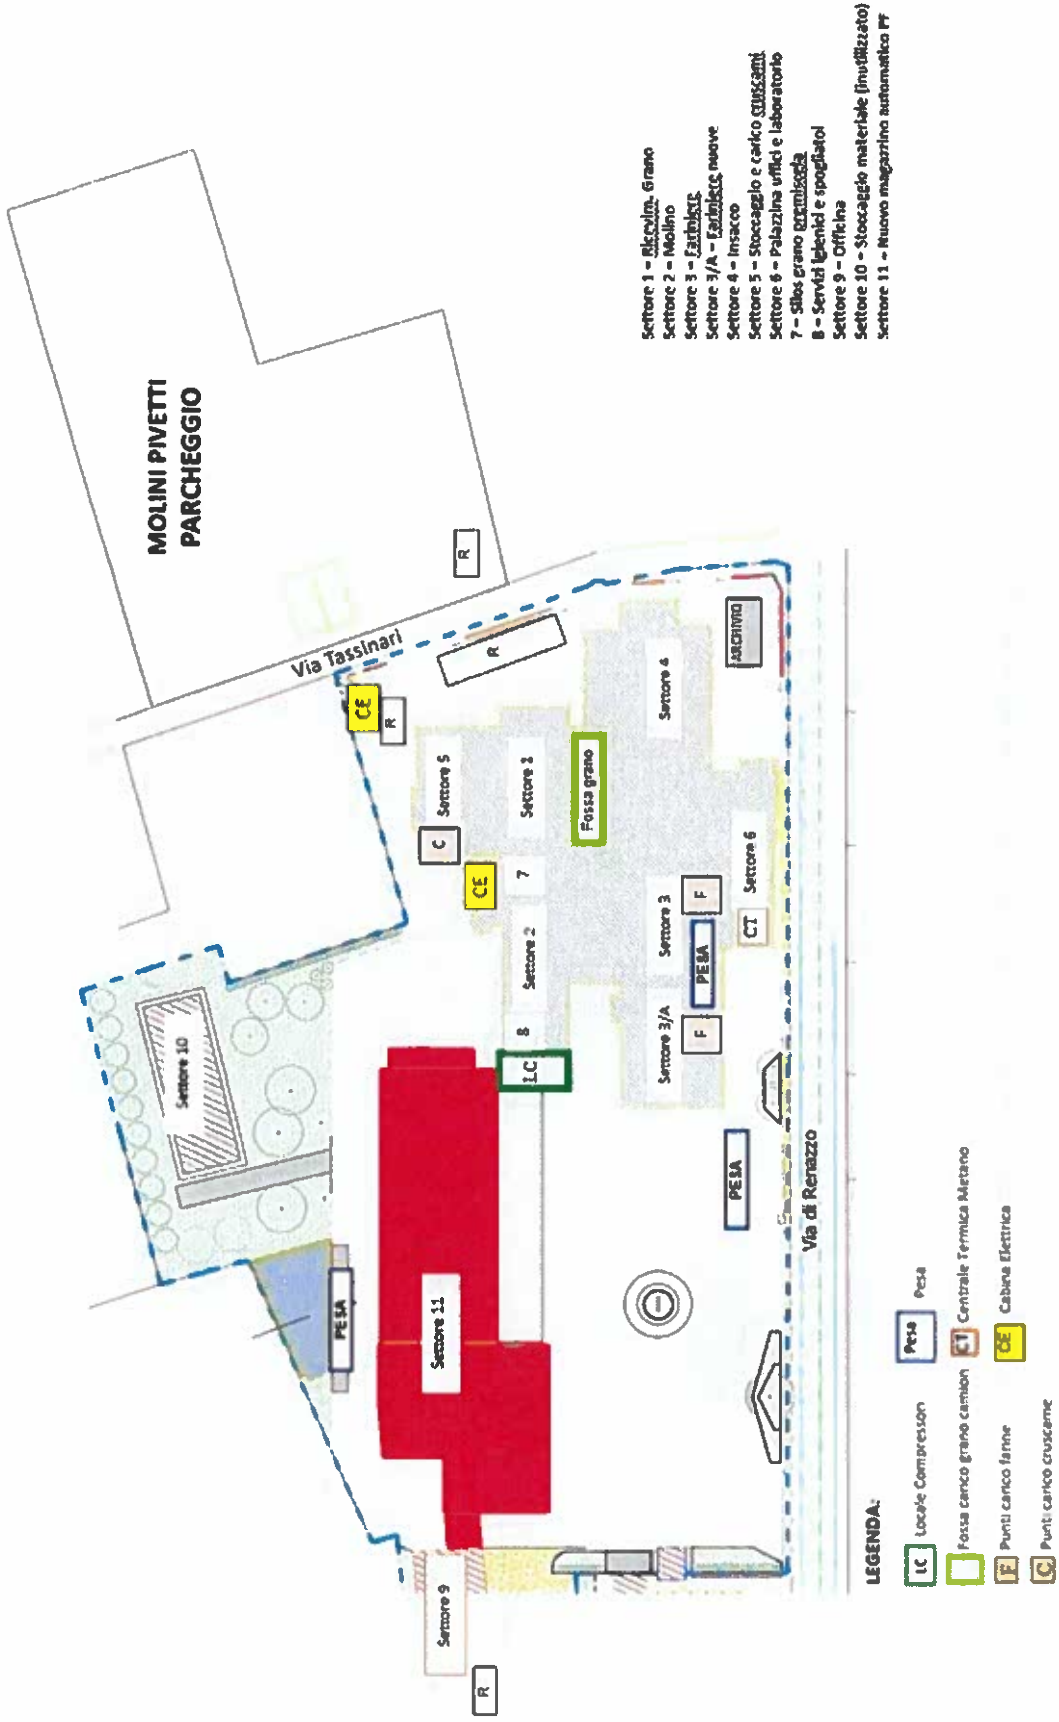 MOLINI PIVETTI
PARCHEGGIO
R
Via Tassinari
CE
R
R
Settore 10
Settore 5
C
CE
Settore 1
7
Settore 2
8
LC
Fossa grano
Settore 4
ARCHIVIO
Settore 3
Settore 3/A
F
PESA
F
Settore 6
CT
PESA
PESA
Settore 11
Settore 9
R
Via di Renazzo
Settore 1 – Ricevim. Grano
Settore 2 – Molino
Settore 3 – Fariniere
Settore 3/A – Fariniere nuove
Settore 4 – Insacco
Settore 5 – Stoccaggio e carico cruscami
Settore 6 – Palazzina uffici e laboratorio
7 – Silos grano premiscela
8 – Servizi igienici e spogliatoi
Settore 9 – Officina
Settore 10 – Stoccaggio materiale (inutilizzato)
Settore 11 – Nuovo magazzino automatico PF
LEGENDA:
LC Locale Compressori
Fossa carico grano camion
F Punti carico farine
C Punti carico cruscame
Pesa Pesa
CT Centrale Termica Metano
CE Cabina Elettrica